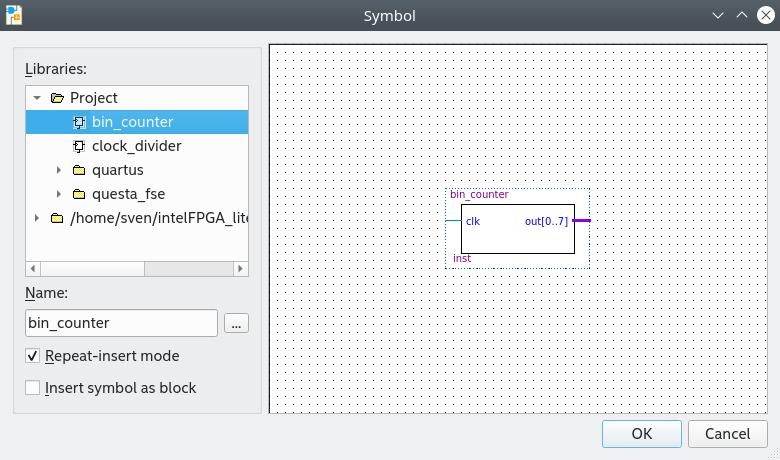 Symbol
Libraries:
Project
bin_counter
clock_divider
quartus
questa_fse
/home/sven/intelFPGA_lit
Name:
bin_counter
...
Repeat-insert mode
Insert symbol as block
bin_counter
clk out[0..7]
inst
OK Cancel